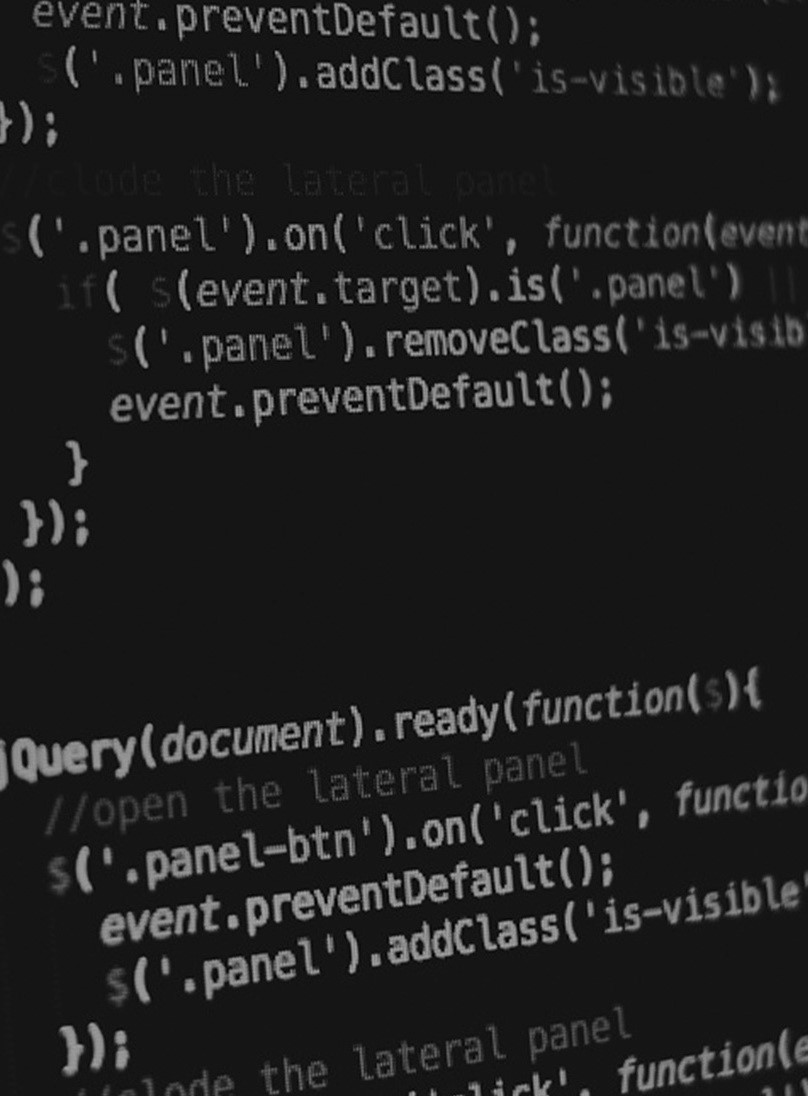 event.preventDefault();
$('.panel').addClass('is-visible');
});
//clode the lateral panel
$('.panel').on('click', function(event
if( $(event.target).is('.panel') ||
$('.panel').removeClass('is-visib
event.preventDefault();
}
});
);
jQuery(document).ready(function($){
//open the lateral panel
$('.panel-btn').on('click', functio
event.preventDefault();
$('.panel').addClass('is-visible'
});
//clode the lateral panel
'click', function(e